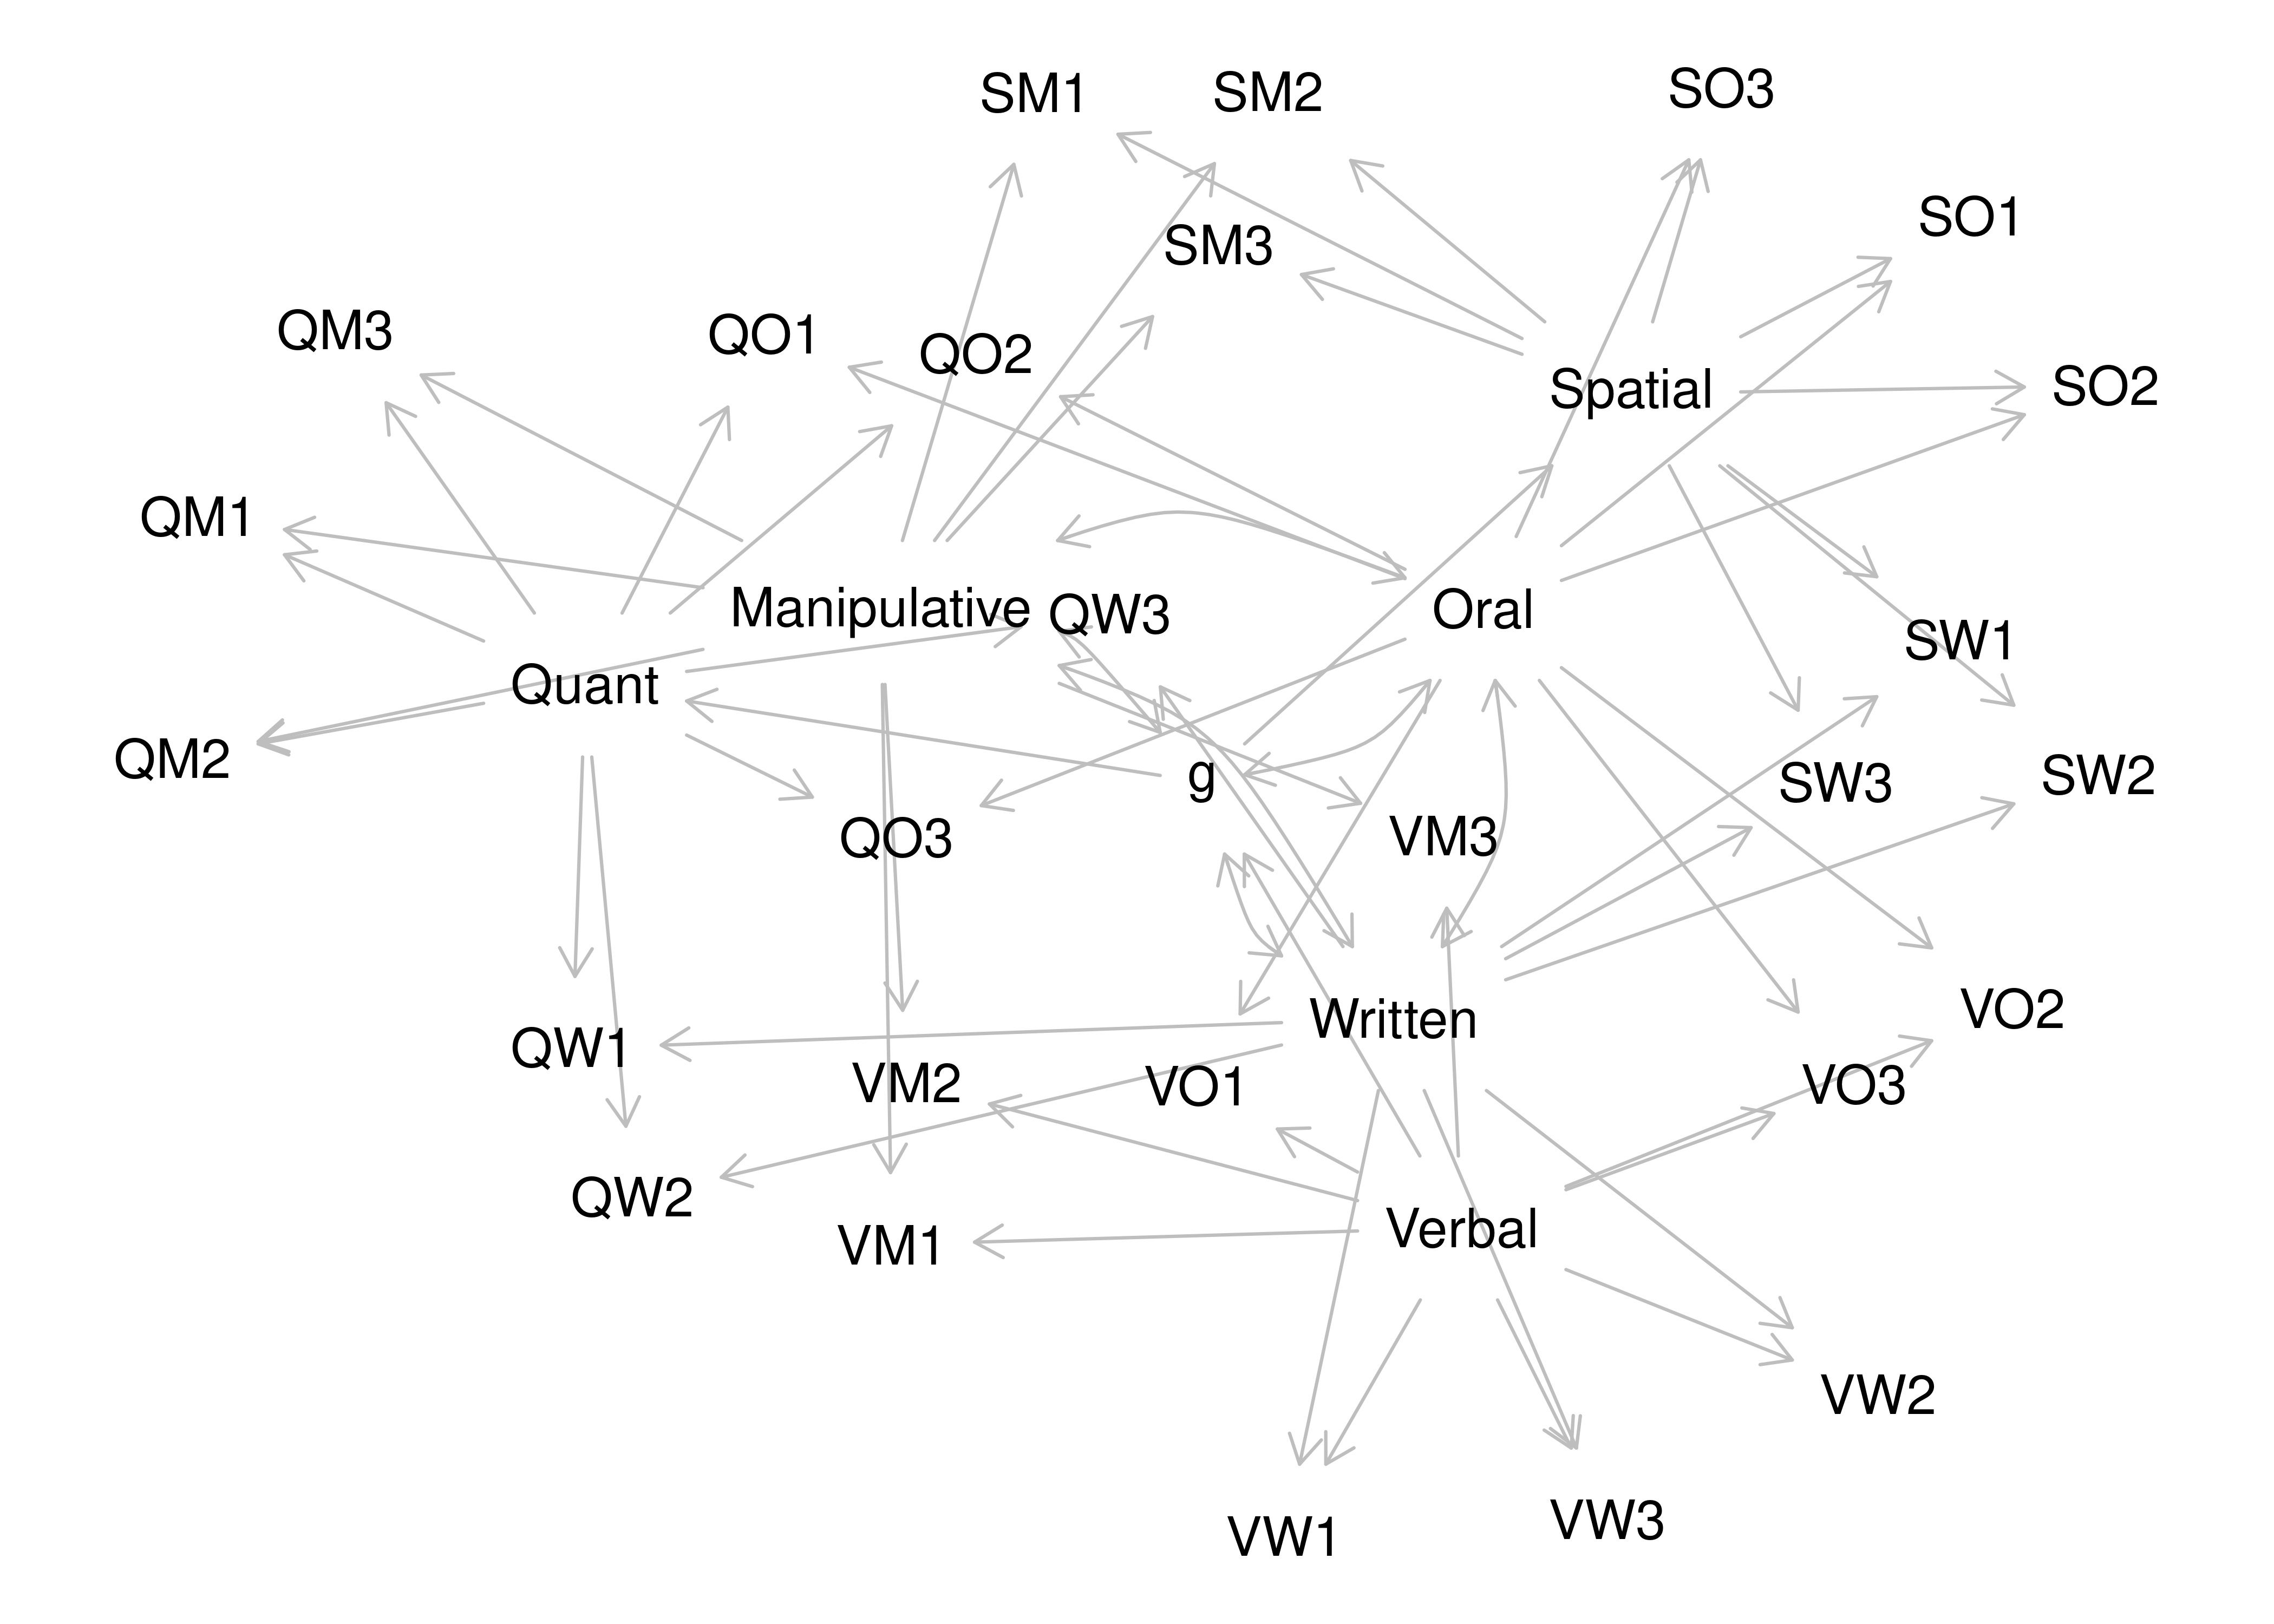 SM1
SM2
SO3
SO1
SM3
QM3
QO1
QO2
Spatial
SO2
QM1
Manipulative
QW3
Oral
SW1
Quant
QM2
g
SW3
SW2
QO3
VM3
QW1
Written
VO2
VM2
VO1
VO3
QW2
VM1
Verbal
VW2
VW1
VW3